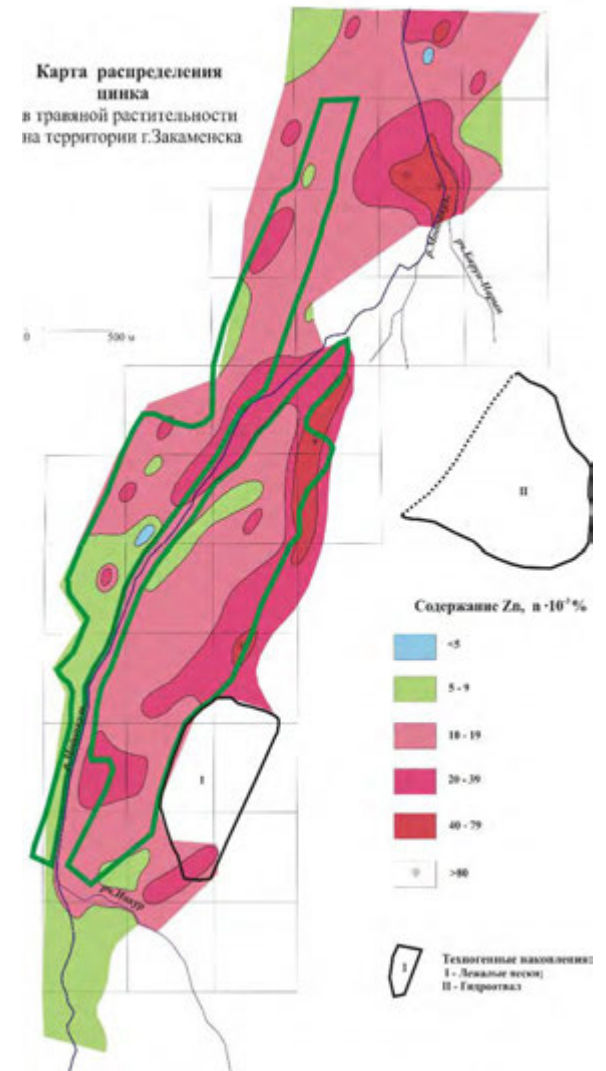 Карта распределения
цинка
в травяной растительности
на территории г.Закаменска
0 500 м
II
I
Содержание Zn, n ·10⁻³%
<5
5 - 9
10 - 19
20 - 39
40 - 79
>80
I
Техногенные накопления:
I - Лежалые пески;
II - Гидроотвал